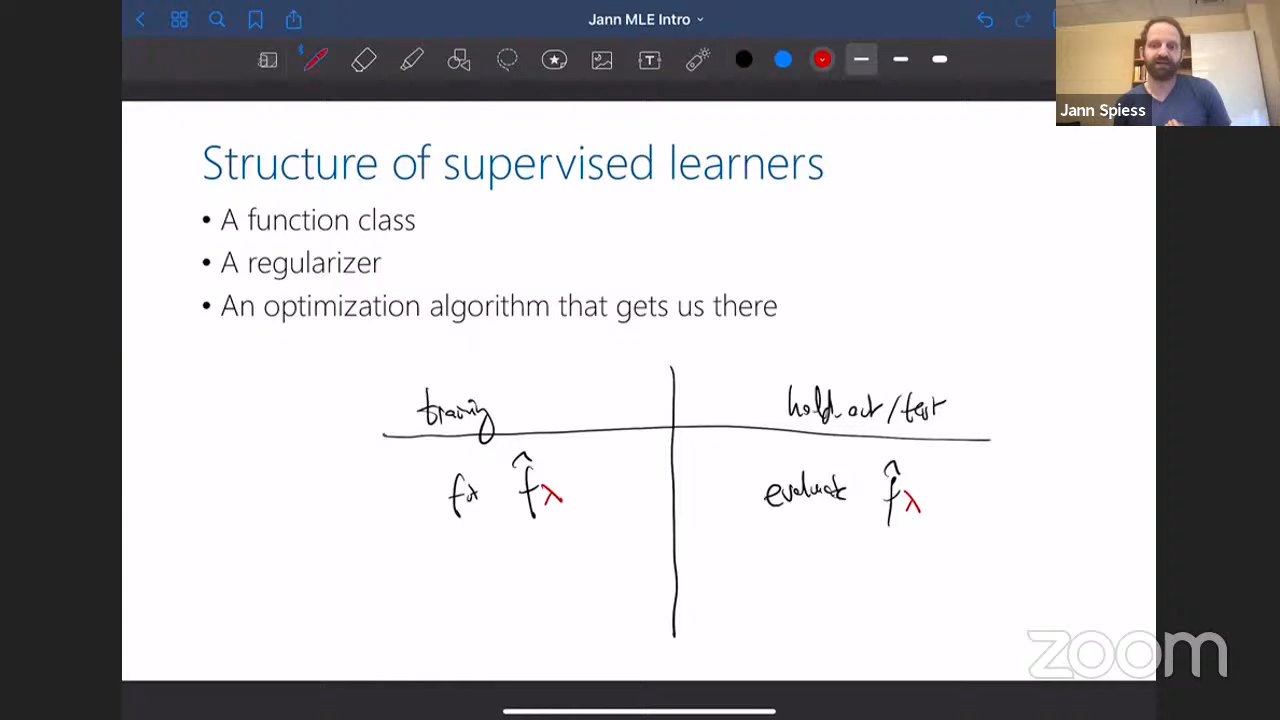 Jann MLE Intro
T
Jann Spiess
Structure of supervised learners
• A function class
• A regularizer
• An optimization algorithm that gets us there
training
hold-out/test
fit f̂λ
evaluate f̂λ
zoom